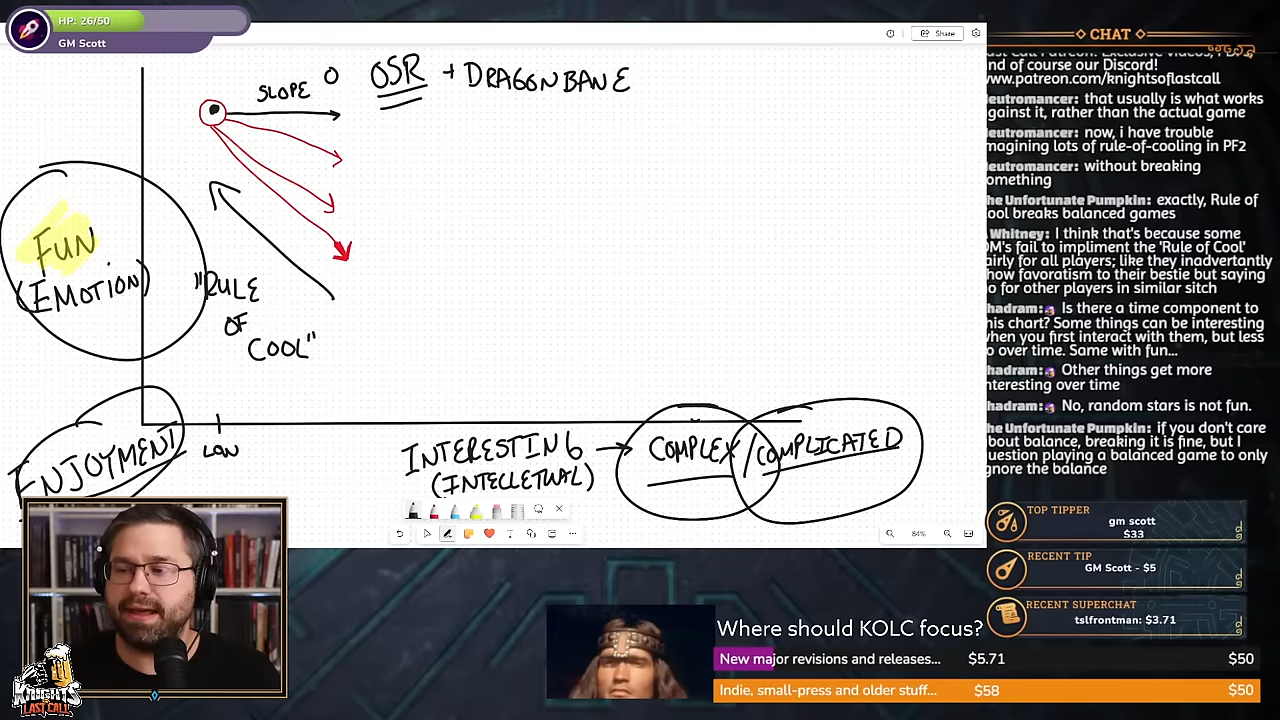 HP: 26/50
GM Scott
Share
SLOPE O
OSR + DRAGONBANE
FUN
(EMOTION)
"RULE
OF
COOL"
ENJOYMENT
LOW
INTERESTING → COMPLEX / COMPLICATED
(INTELLETUAL)
84%
CHAT
ast Call Patreon! Exclusive videos, PDFs,
nd of course our Discord!
www.patreon.com/knightsoflastcall
leutromancer: that usually is what works
gainst it, rather than the actual game
leutromancer: now, i have trouble
magining lots of rule-of-cooling in PF2
leutromancer: without breaking
omething
he Unfortunate Pumpkin: exactly, Rule of
ool breaks balanced games
Whitney: I think that's because some
DM's fail to impliment the 'Rule of Cool'
airly for all players; like they inadvertantly
how favoratism to their bestie but saying
o for other players in similar sitch
hadram: Is there a time component to
his chart? Some things can be interesting
when you first interact with them, but less
o over time. Same with fun...
hadram: Other things get more
nteresting over time
hadram: No, random stars is not fun.
he Unfortunate Pumpkin: if you don't care
bout balance, breaking it is fine, but I
uestion playing a balanced game to only
gnore the balance
TOP TIPPER
gm scott
$33
RECENT TIP
GM Scott - $5
RECENT SUPERCHAT
tslfrontman: $3.71
Where should KOLC focus?
New major revisions and releases... $5.71 $50
Indie, small-press and older stuff... $58 $50
KNIGHTS
LAST CALL